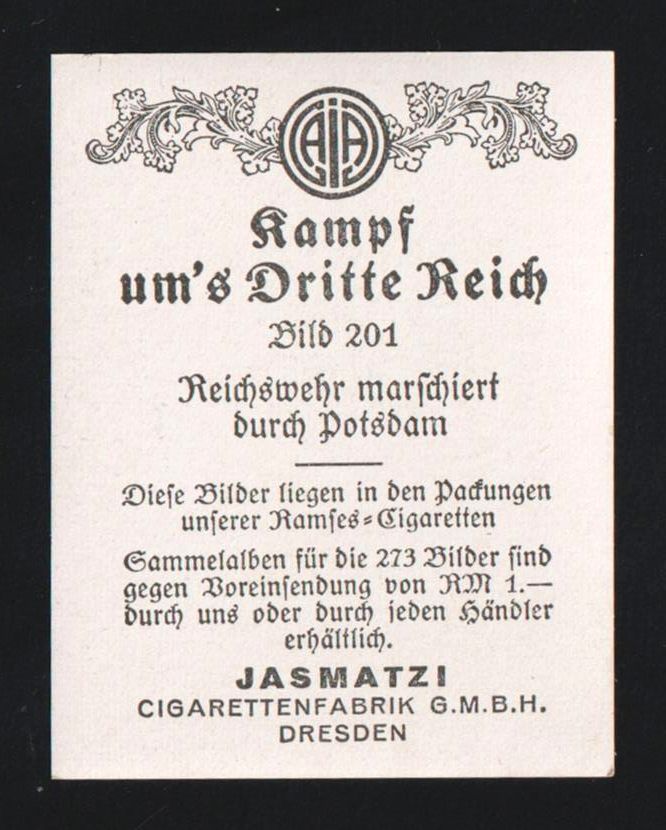 Kampf
um's Dritte Reich
Bild 201
Reichswehr marschiert
durch Potsdam
Diese Bilder liegen in den Packungen
unserer Ramses=Cigaretten
Sammelalben für die 273 Bilder sind
gegen Voreinsendung von RM 1.—
durch uns oder durch jeden Händler
erhältlich.
JASMATZI
CIGARETTENFABRIK G.M.B.H.
DRESDEN